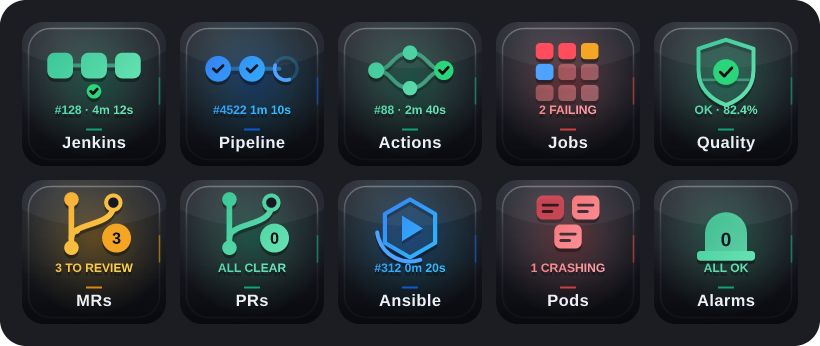 #128 · 4m 12s
Jenkins
#4522 1m 10s
Pipeline
#88 · 2m 40s
Actions
2 FAILING
Jobs
OK · 82.4%
Quality
3
3 TO REVIEW
MRs
0
ALL CLEAR
PRs
#312 0m 20s
Ansible
1 CRASHING
Pods
0
ALL OK
Alarms